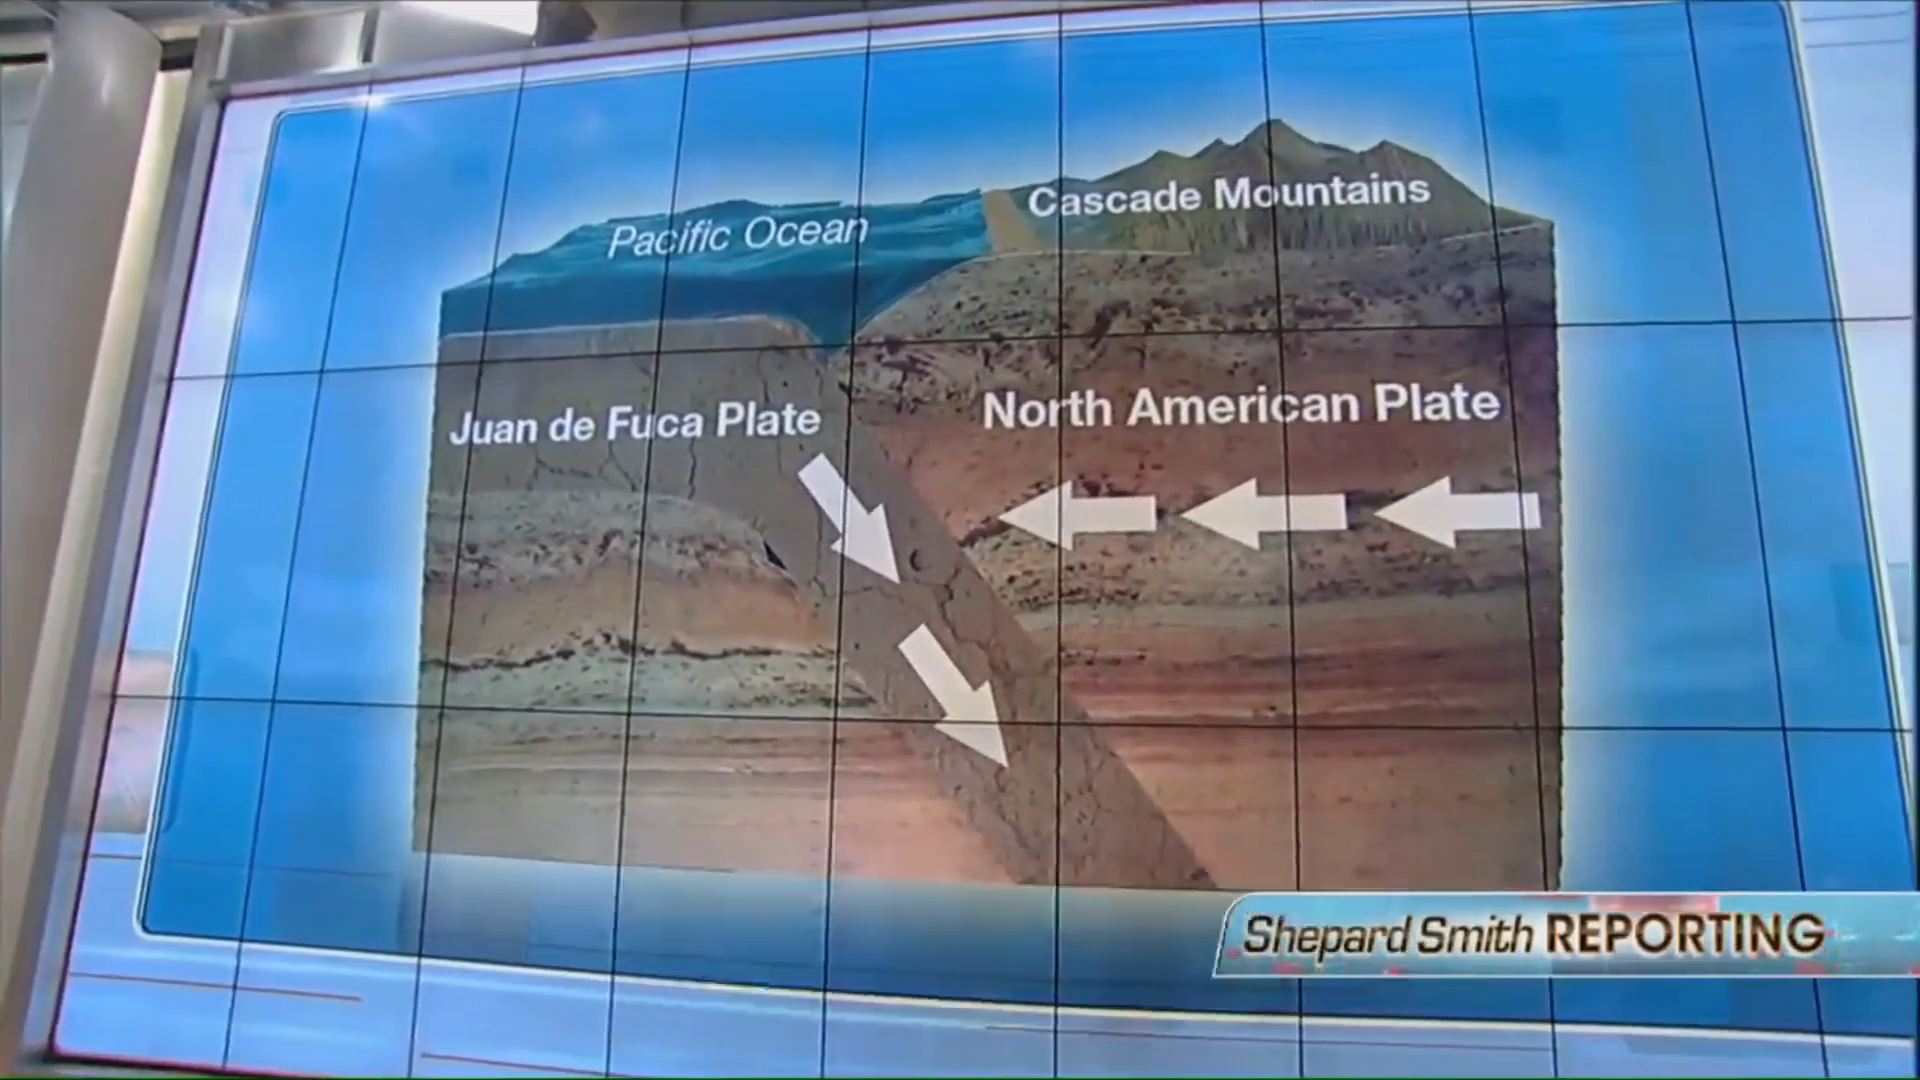 Pacific Ocean
Cascade Mountains
Juan de Fuca Plate
North American Plate
Shepard Smith REPORTING